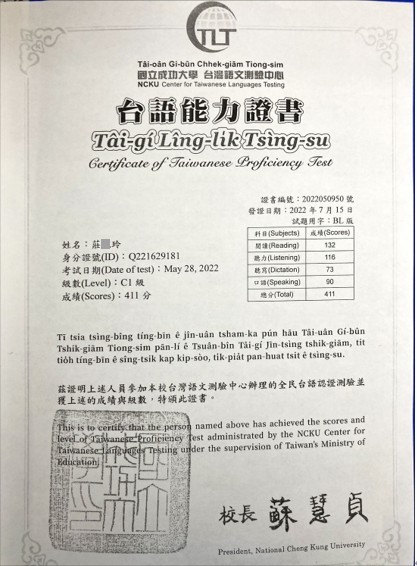 TLT
Tâi-oân Gí-bûn Chhek-giām Tiong-sim
國立成功大學 台灣語文測驗中心
NCKU Center for Taiwanese Languages Testing
台語能力證書
Tâi-gí Lîng-li̍k Tsìng-su
Certificate of Taiwanese Proficiency Test
證書編號：2022050950 號
發證日期：2022 年 7 月 15 日
試題用字：BL 版
姓名：莊 玲
身分證號(ID)：Q221629181
考試日期(Date of test)：May 28, 2022
級數(Level)：C1 級
成績(Scores)：411 分
科目(Subjects) 成績(Scores)
閱讀(Reading) 132
聽力(Listening) 116
聽寫(Dictation) 73
口語(Speaking) 90
總分(Total) 411
Tī tsia tsìng-bîng tíng-bīn ê jîn-uân tsham-ka pún hāu Tâi-uân Gí-bûn
Tshik-giām Tiong-sim pān-lí ê Tsuân-bîn Tâi-gí Jīn-tsìng tshik-giām, tit
tio̍h tíng-bīn ê sîng-tsik kap kip-sòo, ti̍k-pia̍t pan-huat tsit ê tsìng-su.
茲證明上述人員參加本校台灣語文測驗中心辦理的全民台語認證測驗並
獲上述的成績與級數，特頒此證書。
This is to certify that the person named above has achieved the scores and
level of Taiwanese Proficiency Test administered by the NCKU Center for
Taiwanese Languages Testing under the supervision of Taiwan's Ministry of
Education.
校長 蘇慧貞
President, National Cheng Kung University